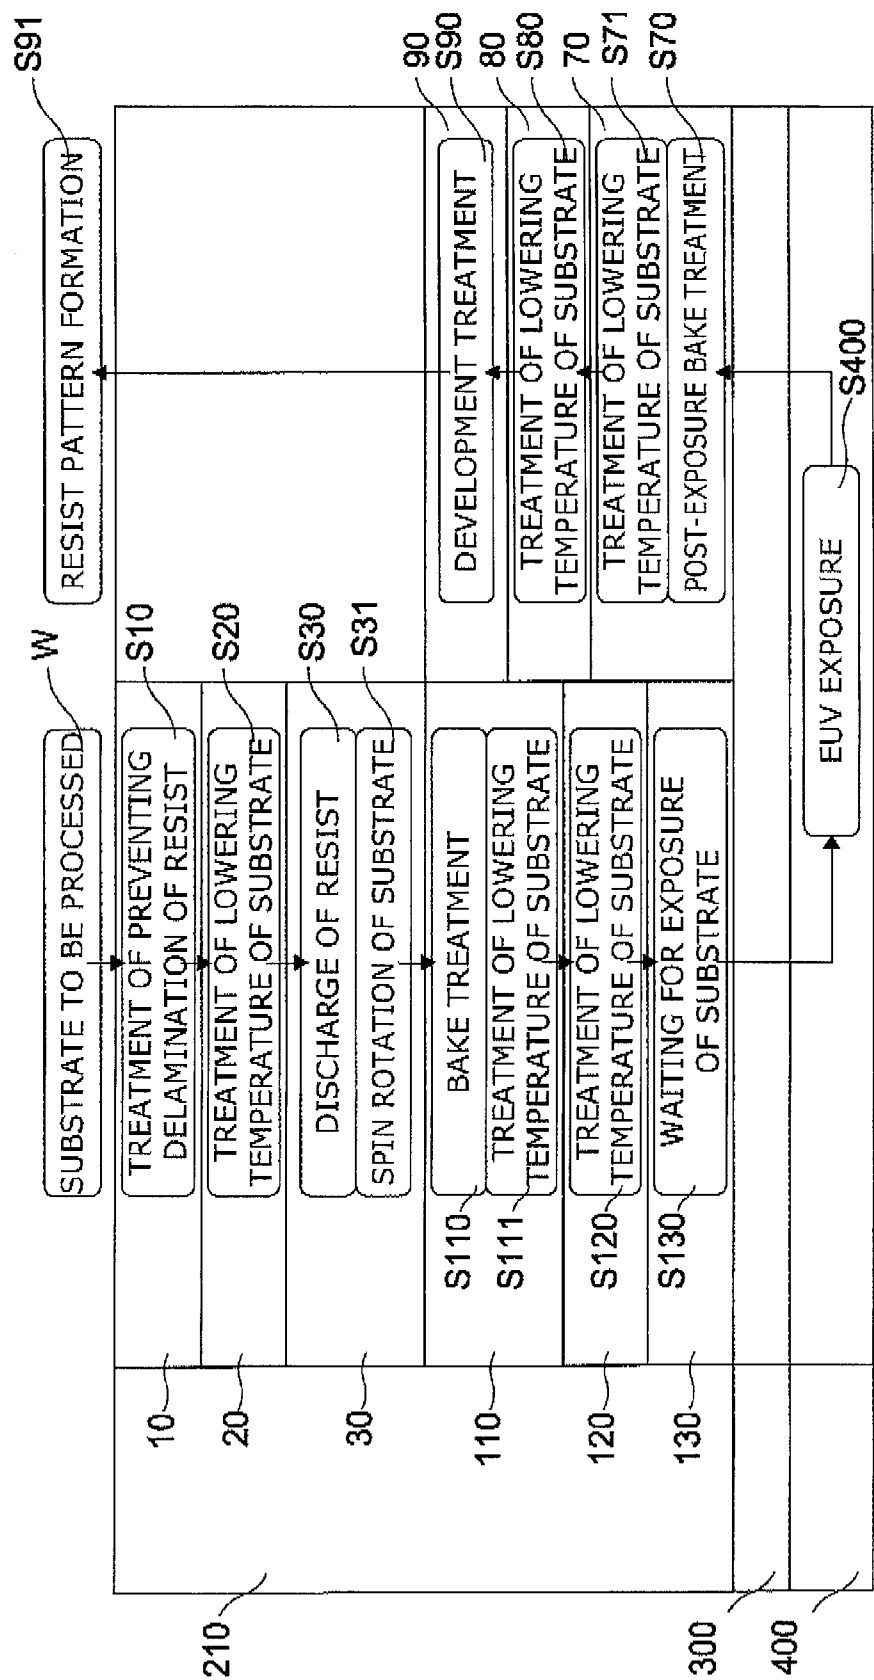 W
SUBSTRATE TO BE PROCESSED
S10
TREATMENT OF PREVENTING
DELAMINATION OF RESIST
10
S20
TREATMENT OF LOWERING
TEMPERATURE OF SUBSTRATE
20
S30
DISCHARGE OF RESIST
S31
SPIN ROTATION OF SUBSTRATE
30
BAKE TREATMENT
S110
TREATMENT OF LOWERING
TEMPERATURE OF SUBSTRATE
S111
110
TREATMENT OF LOWERING
TEMPERATURE OF SUBSTRATE
S120
120
WAITING FOR EXPOSURE
OF SUBSTRATE
S130
130
210
300
400
EUV EXPOSURE
S400
POST-EXPOSURE BAKE TREATMENT
S70
TREATMENT OF LOWERING
TEMPERATURE OF SUBSTRATE
S71
70
TREATMENT OF LOWERING
TEMPERATURE OF SUBSTRATE
S80
80
DEVELOPMENT TREATMENT
S90
90
RESIST PATTERN FORMATION
S91